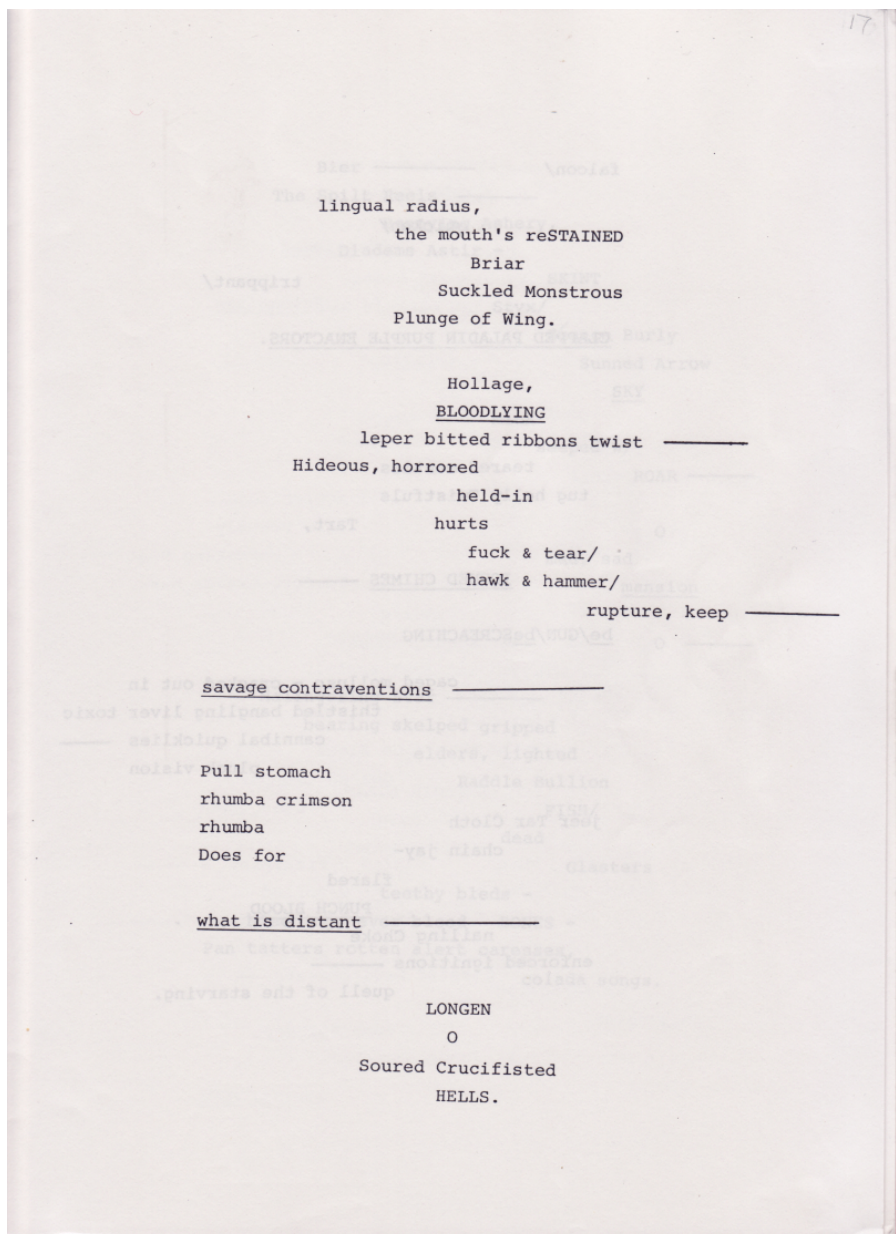 17
lingual radius,
the mouth's reSTAINED
Briar
Suckled Monstrous
Plunge of Wing.
Hollage,
BLOODLYING
leper bitted ribbons twist ———
Hideous, horrored
held-in
hurts
fuck & tear/
hawk & hammer/
rupture, keep ———
savage contraventions ———
Pull stomach
rhumba crimson
rhumba
Does for
what is distant ———
LONGEN
O
Soured Crucifisted
HELLS.